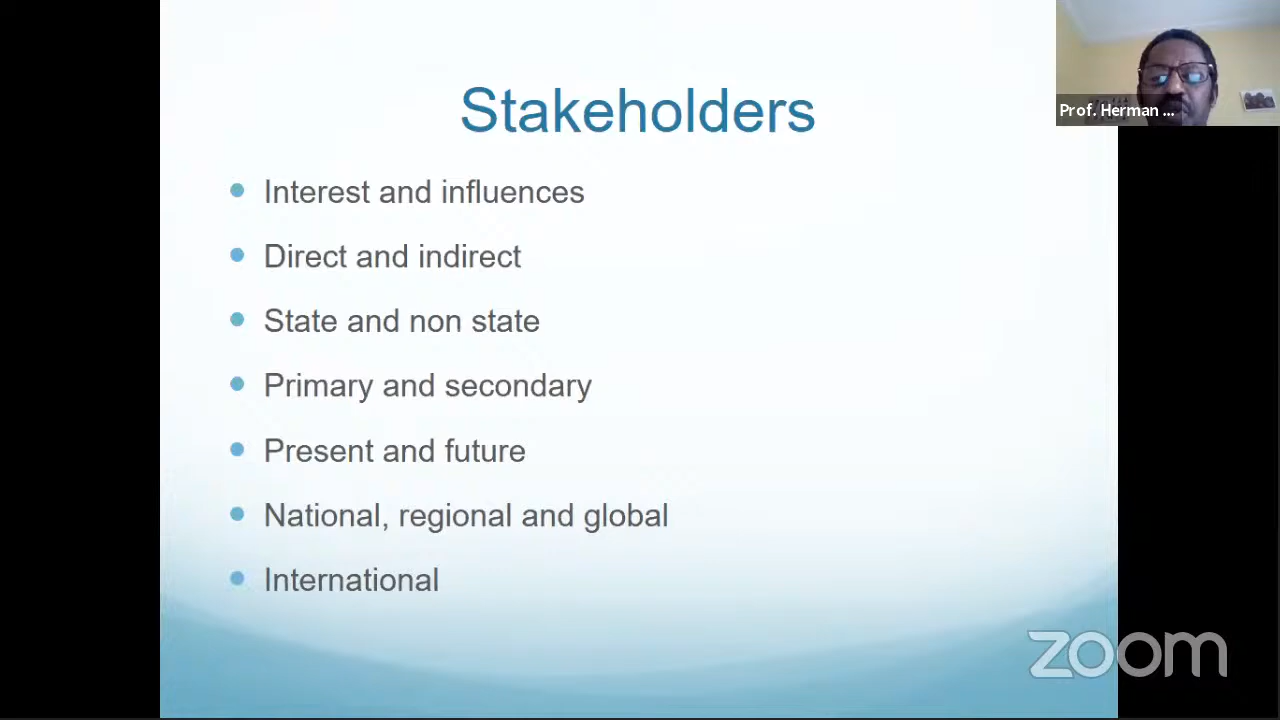 Stakeholders
Prof. Herman ...
Interest and influences
Direct and indirect
State and non state
Primary and secondary
Present and future
National, regional and global
International
zoom